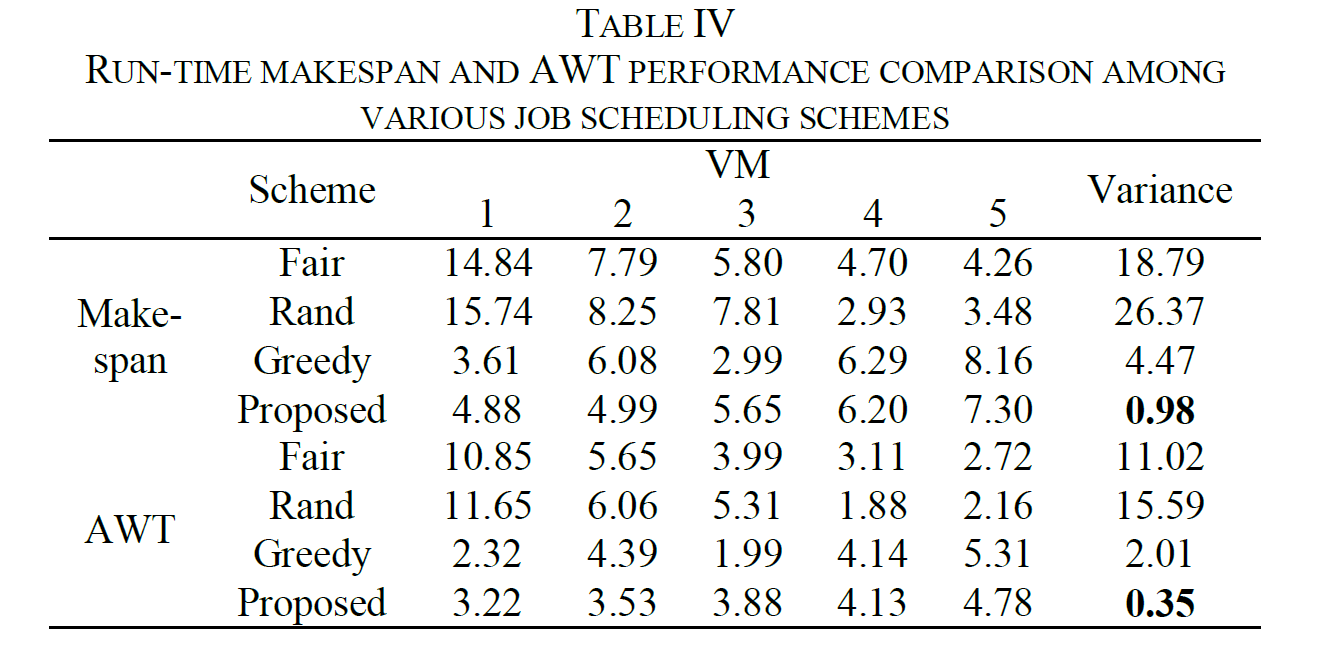 TABLE IV
RUN-TIME MAKESPAN AND AWT PERFORMANCE COMPARISON AMONG
VARIOUS JOB SCHEDULING SCHEMES
Scheme VM Variance
1 2 3 4 5
Make-
span
Fair 14.84 7.79 5.80 4.70 4.26 18.79
Rand 15.74 8.25 7.81 2.93 3.48 26.37
Greedy 3.61 6.08 2.99 6.29 8.16 4.47
Proposed 4.88 4.99 5.65 6.20 7.30 0.98
AWT
Fair 10.85 5.65 3.99 3.11 2.72 11.02
Rand 11.65 6.06 5.31 1.88 2.16 15.59
Greedy 2.32 4.39 1.99 4.14 5.31 2.01
Proposed 3.22 3.53 3.88 4.13 4.78 0.35